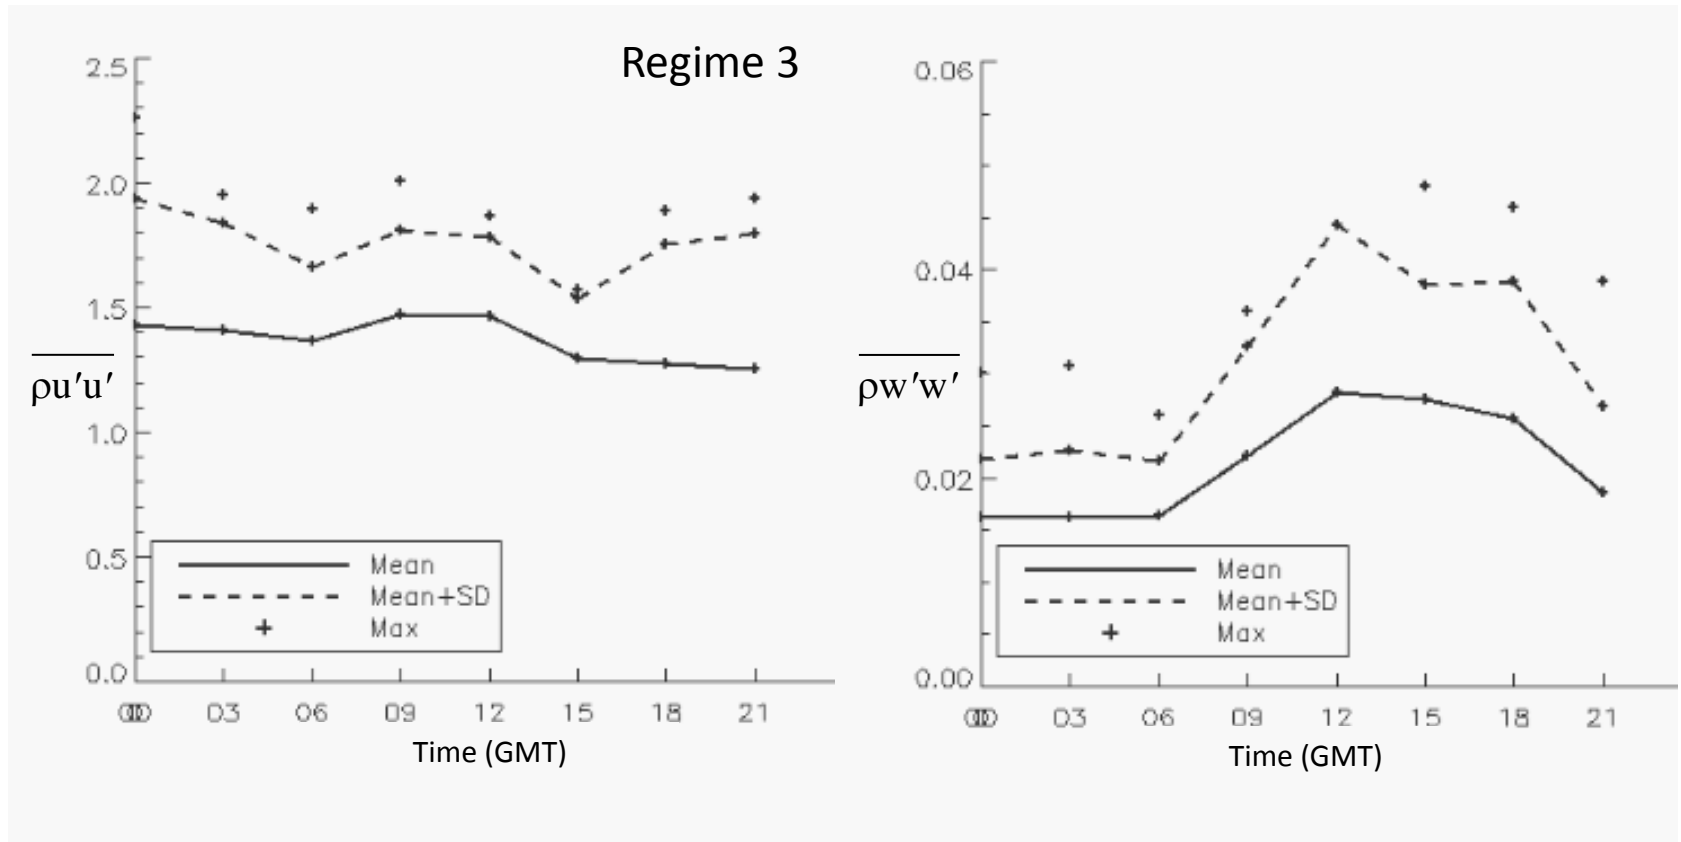 Regime 3
2.5
2.0
1.5
1.0
0.5
0.0
ρu′u′
Mean
Mean+SD
Max
00 03 06 09 12 15 18 21
Time (GMT)
0.06
0.04
0.02
0.00
ρw′w′
Mean
Mean+SD
Max
00 03 06 09 12 15 18 21
Time (GMT)